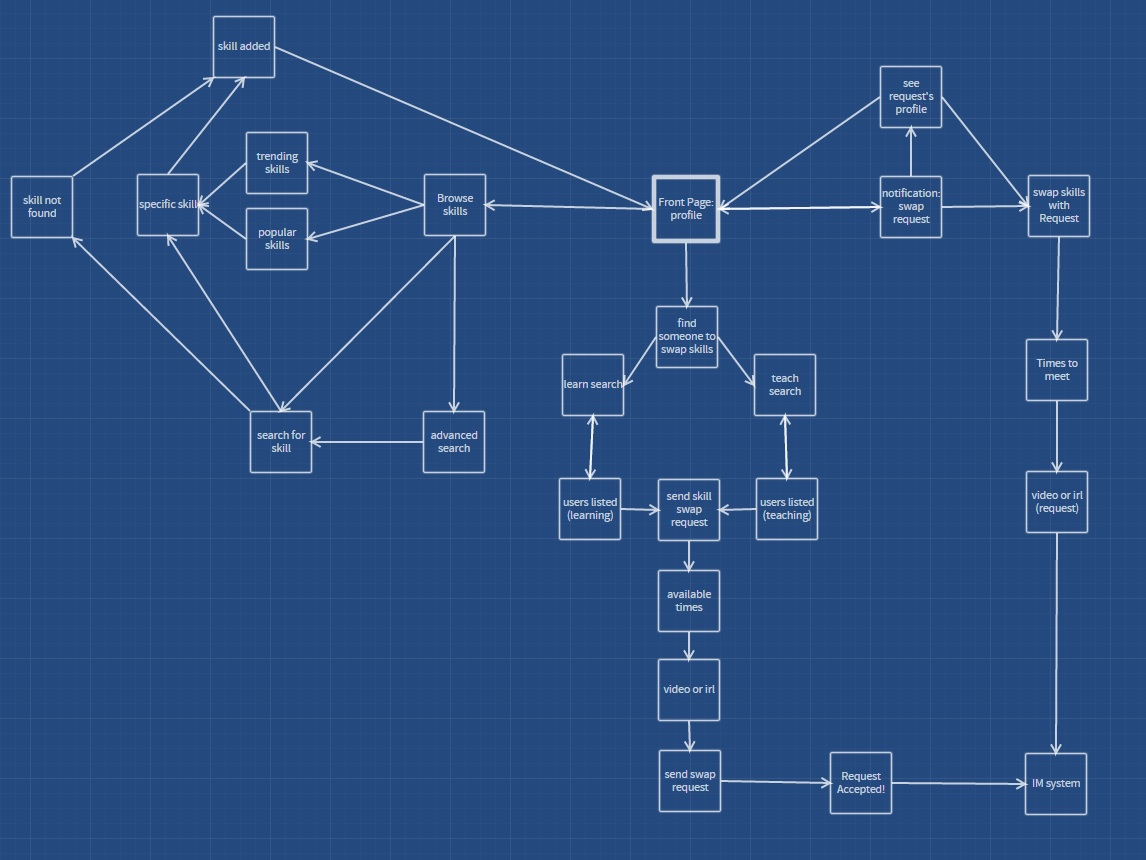 skill added
see
request's
profile
trending
skills
skill not
found
specific skill
Browse
skills
Front Page:
profile
notification:
swap
request
swap skills
with
Request
popular
skills
find
someone to
swap skills
learn search
teach
search
Times to
meet
search for
skill
advanced
search
users listed
(learning)
send skill
swap
request
users listed
(teaching)
video or irl
(request)
available
times
video or irl
send swap
request
Request
Accepted!
IM system